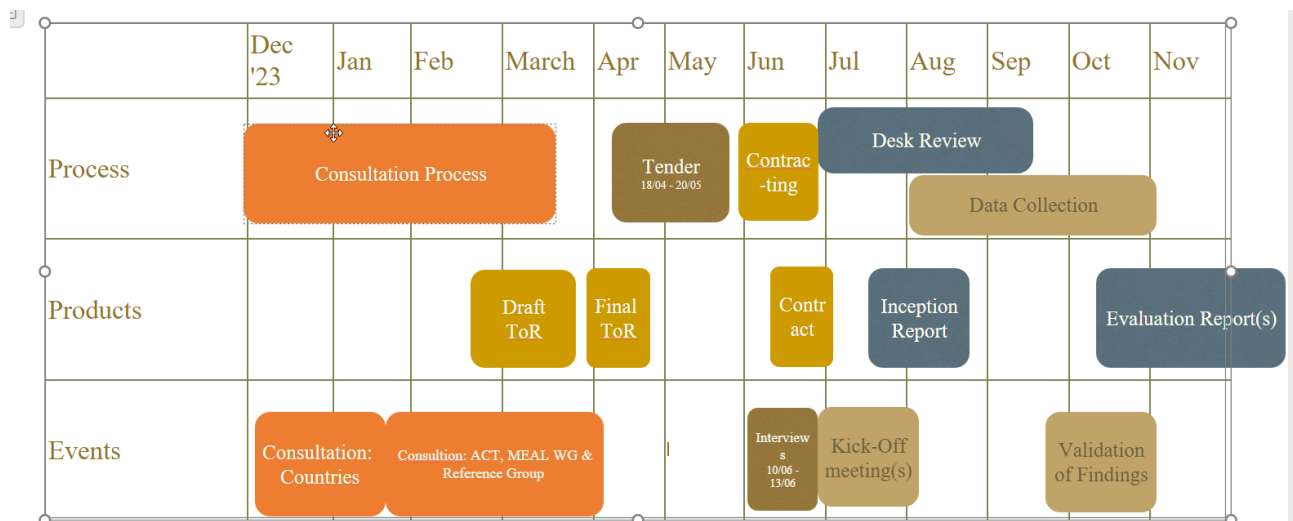 Dec
'23
Jan
Feb
March
Apr
May
Jun
Jul
Aug
Sep
Oct
Nov
Process
Consultation Process
Tender
18/04 - 20/05
Contrac
-ting
Desk Review
Data Collection
Products
Draft
ToR
Final
ToR
Contr
act
Inception
Report
Evaluation Report(s)
Events
Consultation:
Countries
Consultion: ACT, MEAL WG &
Reference Group
Interview
s
10/06 -
13/06
Kick-Off
meeting(s)
Validation
of Findings